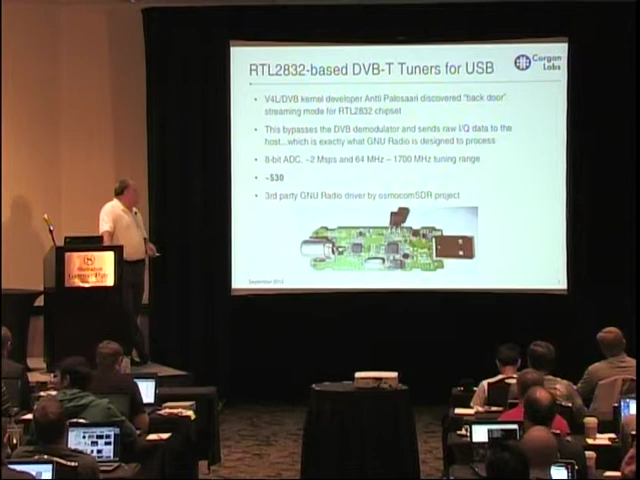 RTL2832-based DVB-T Tuners for USB
Corgan
Labs
• V4L/DVB kernel developer Antti Palosaari discovered "back door"
streaming mode for RTL2832 chipset
• This bypasses the DVB demodulator and sends raw I/Q data to the
host...which is exactly what GNU Radio is designed to process
• 8-bit ADC, ~2 Msps and 64 MHz – 1700 MHz tuning range
• ~$30
• 3rd party GNU Radio driver by osmocomSDR project
September 2012
Sheraton